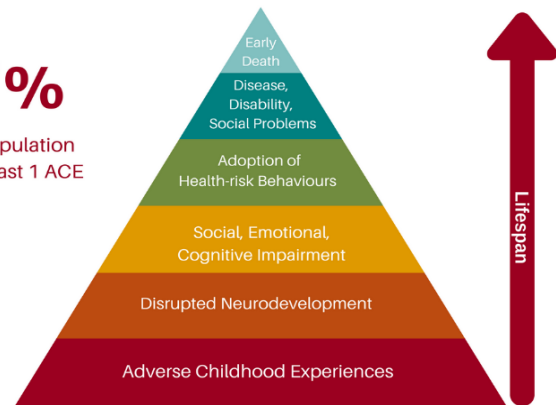 %
ast 1 ACE
Early
Death
Disease,
Disability,
Social Problems
Adoption of
Health-risk Behaviours
Social, Emotional,
Cognitive Impairment
Disrupted Neurodevelopment
Adverse Childhood Experiences
Lifespan